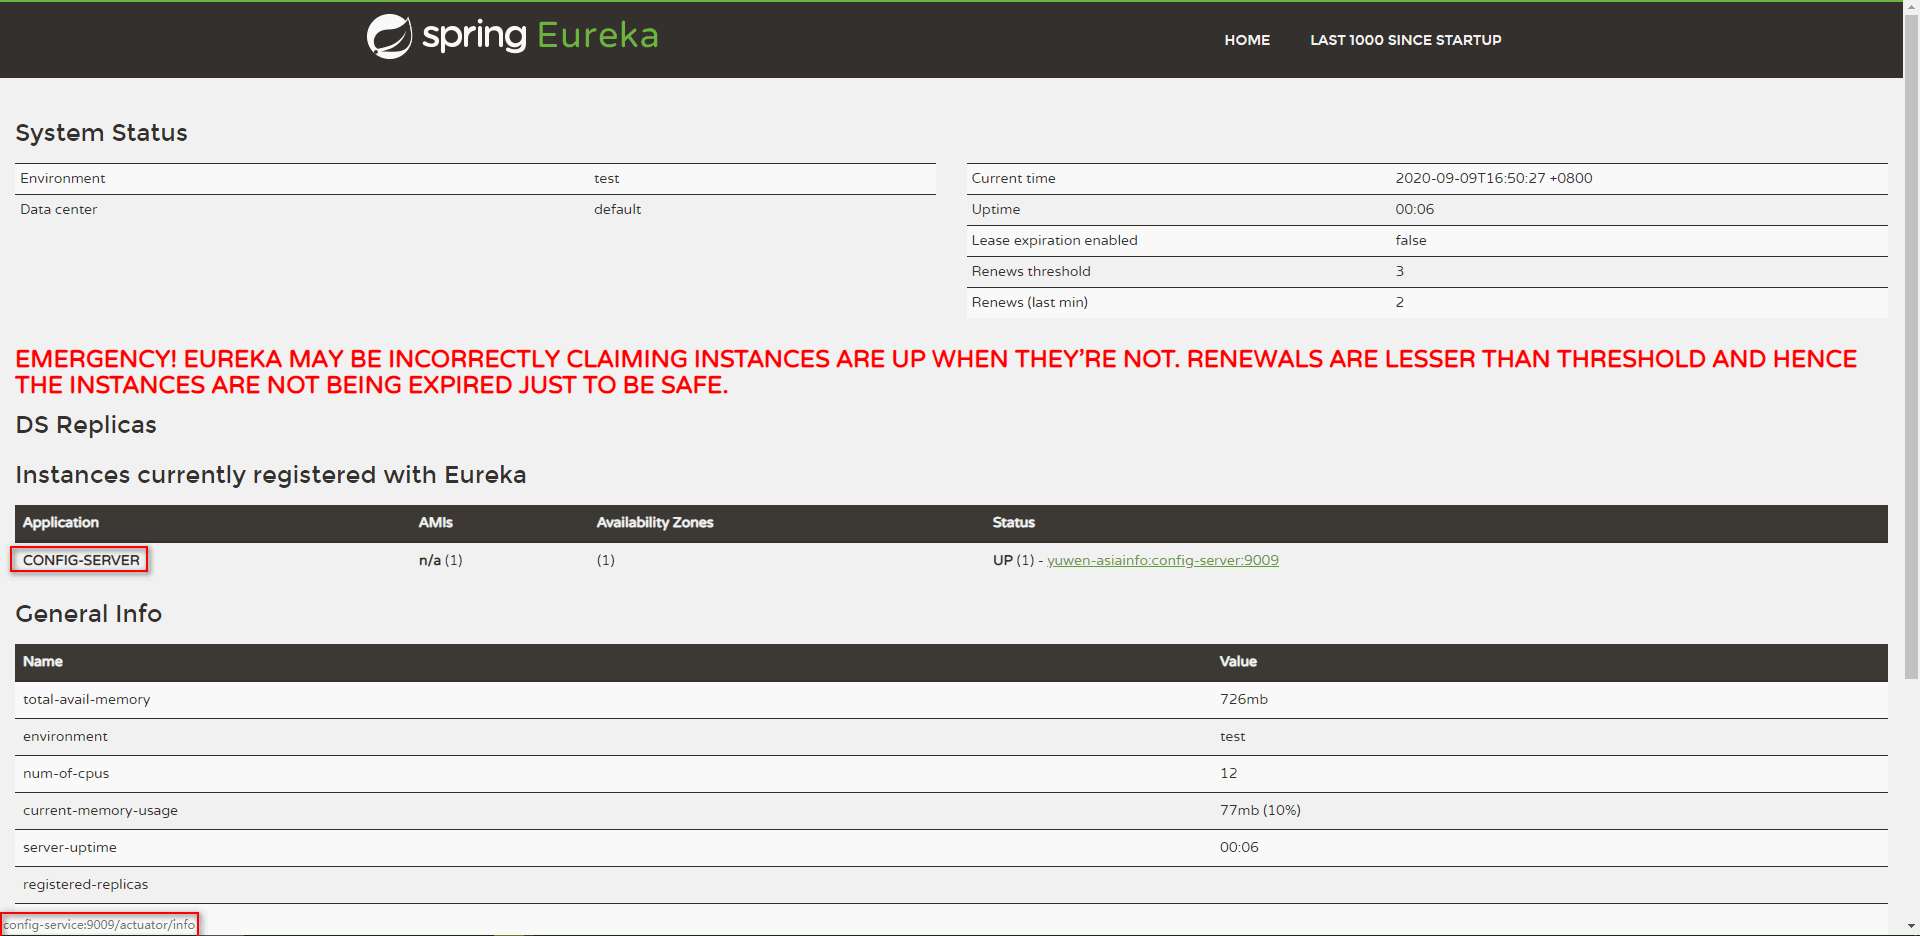 spring Eureka
HOME LAST 1000 SINCE STARTUP
System Status
Environment test
Data center default
Current time 2020-09-09T16:50:27 +0800
Uptime 00:06
Lease expiration enabled false
Renews threshold 3
Renews (last min) 2
EMERGENCY! EUREKA MAY BE INCORRECTLY CLAIMING INSTANCES ARE UP WHEN THEY'RE NOT. RENEWALS ARE LESSER THAN THRESHOLD AND HENCE
THE INSTANCES ARE NOT BEING EXPIRED JUST TO BE SAFE.
DS Replicas
Instances currently registered with Eureka
Application AMIs Availability Zones Status
CONFIG-SERVER n/a (1) (1) UP (1) - yuwen-asiainfo:config-server:9009
General Info
Name Value
total-avail-memory 726mb
environment test
num-of-cpus 12
current-memory-usage 77mb (10%)
server-uptime 00:06
registered-replicas
config-service:9009/actuator/info